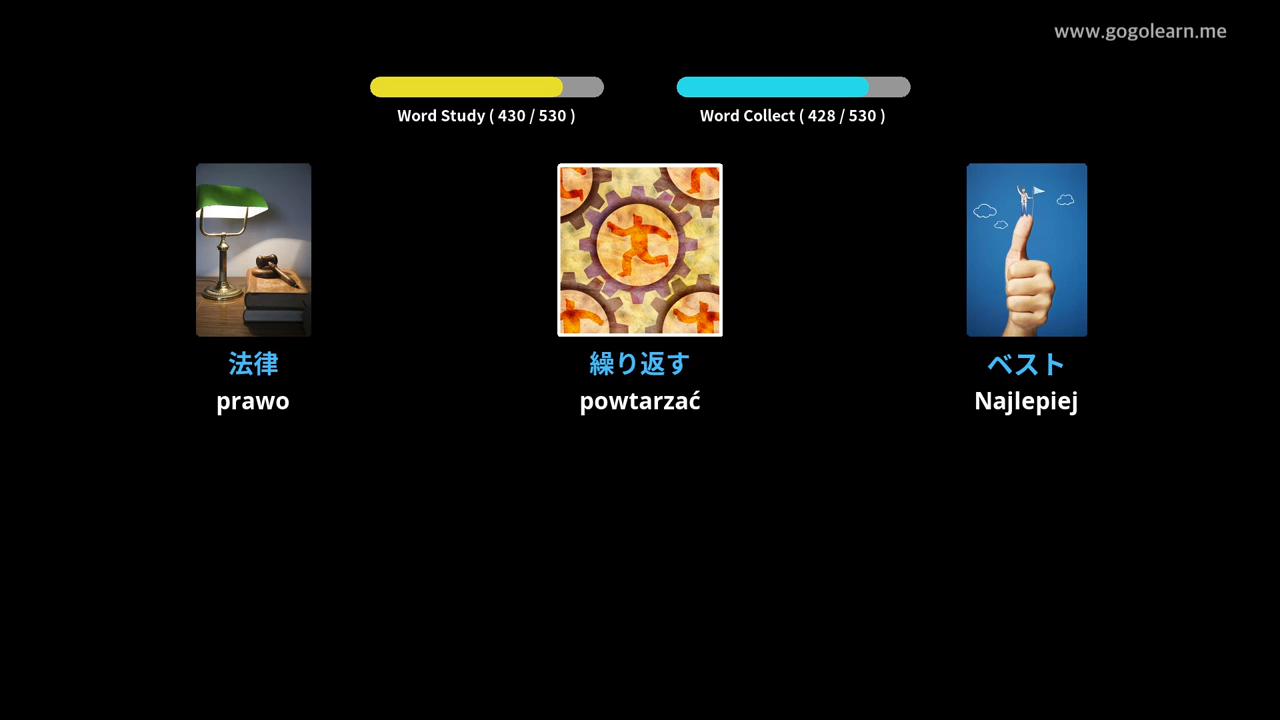 www.gogolearn.me
Word Study ( 430 / 530 )
Word Collect ( 428 / 530 )
法律
prawo
繰り返す
powtarzać
ベスト
Najlepiej